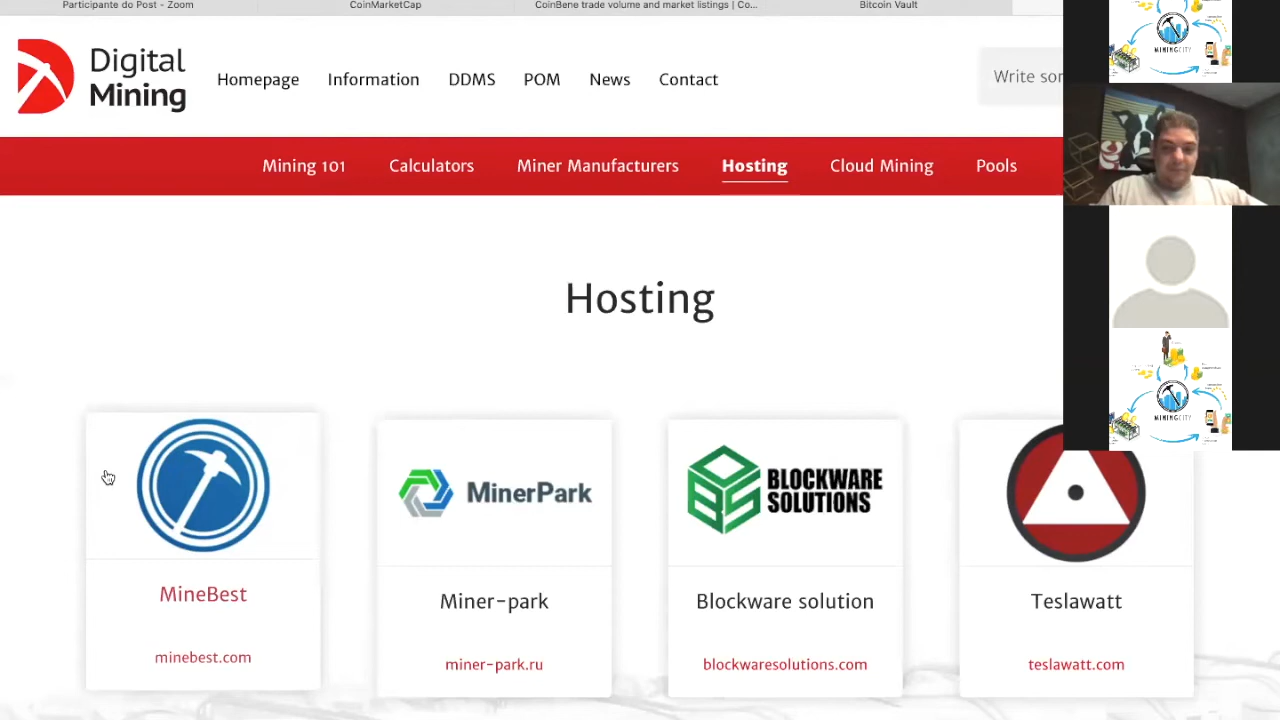 Participante do Post - Zoom
CoinMarketCap
CoinBene trade volume and market listings | Co...
Bitcoin Vault
Digital
Mining
Homepage
Information
DDMS
POM
News
Contact
Write sor
Mining 101
Calculators
Miner Manufacturers
Hosting
Cloud Mining
Pools
Hosting
MinerPark
BLOCKWARE
SOLUTIONS
MineBest
Miner-park
Blockware solution
Teslawatt
minebest.com
miner-park.ru
blockwaresolutions.com
teslawatt.com
MININGCITY
MININGCITY